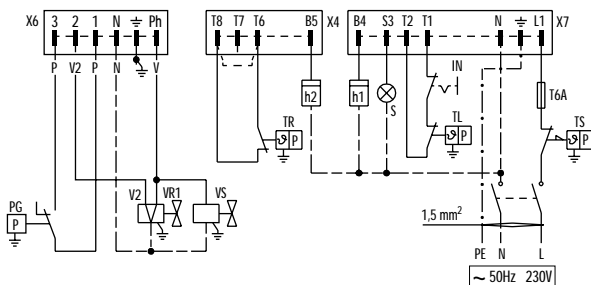 X6 3 2 1 N Ph
T8 T7 T6 B5 X4
B4 S3 T2 T1 N L1 X7
P V2 P N V
h2
h1
S
IN
T6A
TR
ϑ P
TL
ϑ P
TS
ϑ P
PG
P
V2 VR1 VS
1,5 mm²
PE N L
~ 50Hz 230V